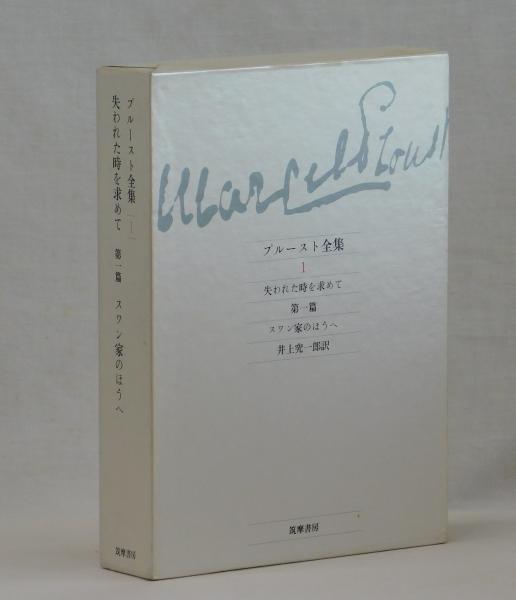 プルースト全集 1
失われた時を求めて 第一篇 スワン家のほうへ
筑摩書房
Marcel Proust
プルースト全集
1
失われた時を求めて
第一篇
スワン家のほうへ
井上究一郎訳
筑摩書房